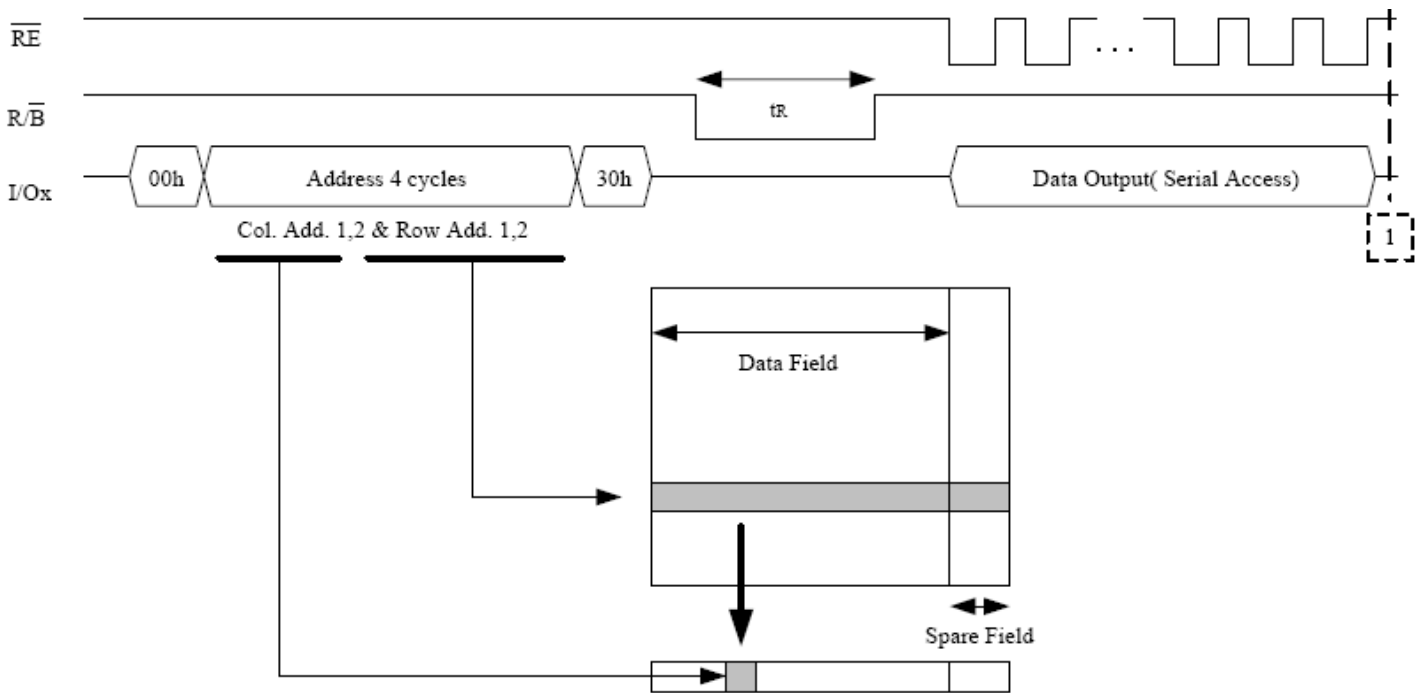 RE
R/B
tR
I/Ox
00h
Address 4 cycles
30h
Data Output( Serial Access)
Col. Add. 1,2 & Row Add. 1,2
1
Data Field
Spare Field
. . .